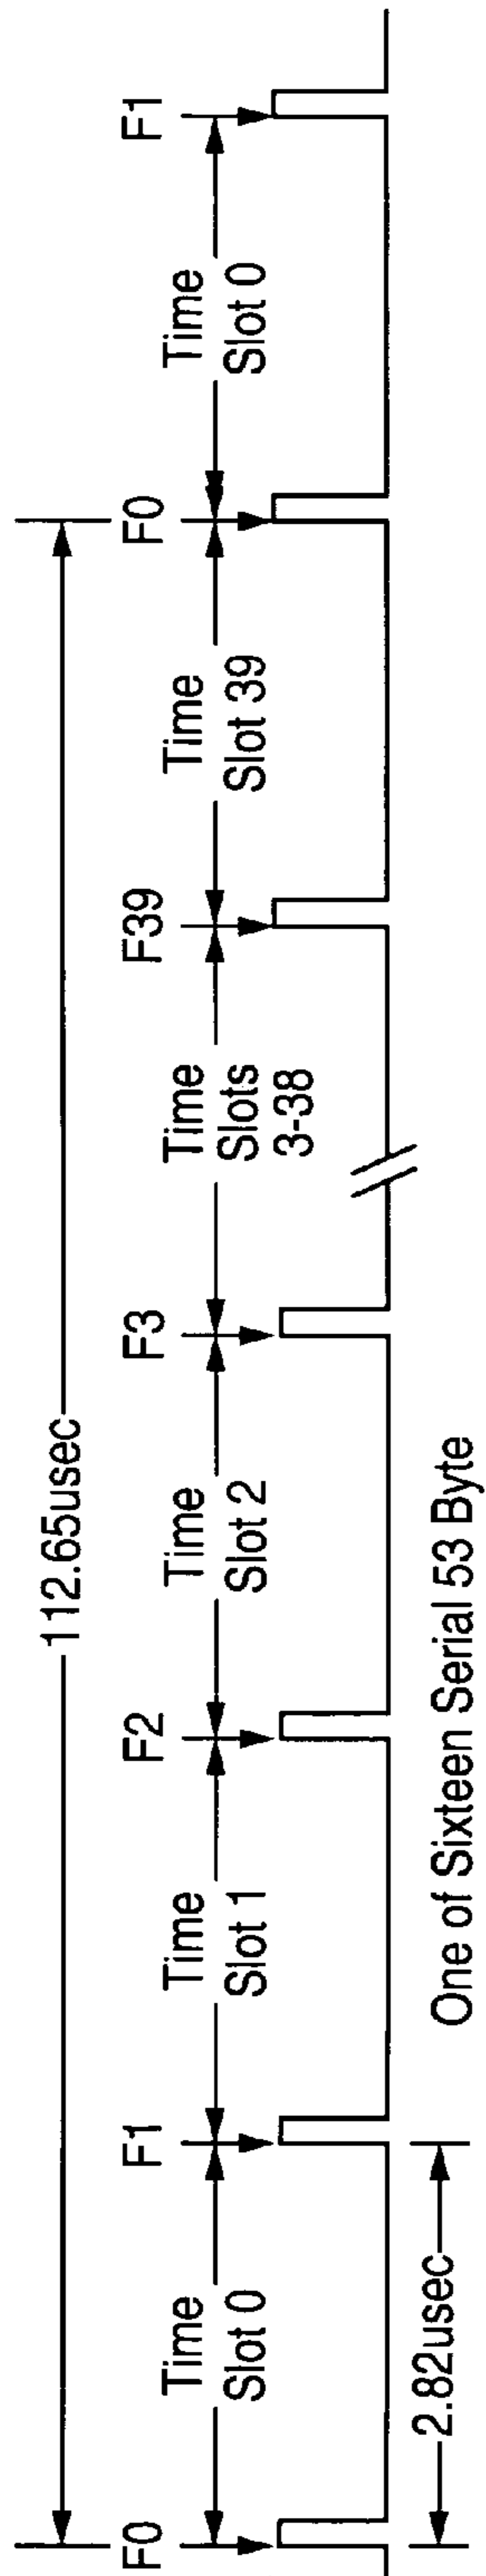 112.65usec
F0
F1
F2
F3
F39
F0
F1
Time
Slot 0
Time
Slot 1
Time
Slot 2
Time
Slots
3-38
Time
Slot 39
Time
Slot 0
2.82usec
One of Sixteen Serial 53 Byte